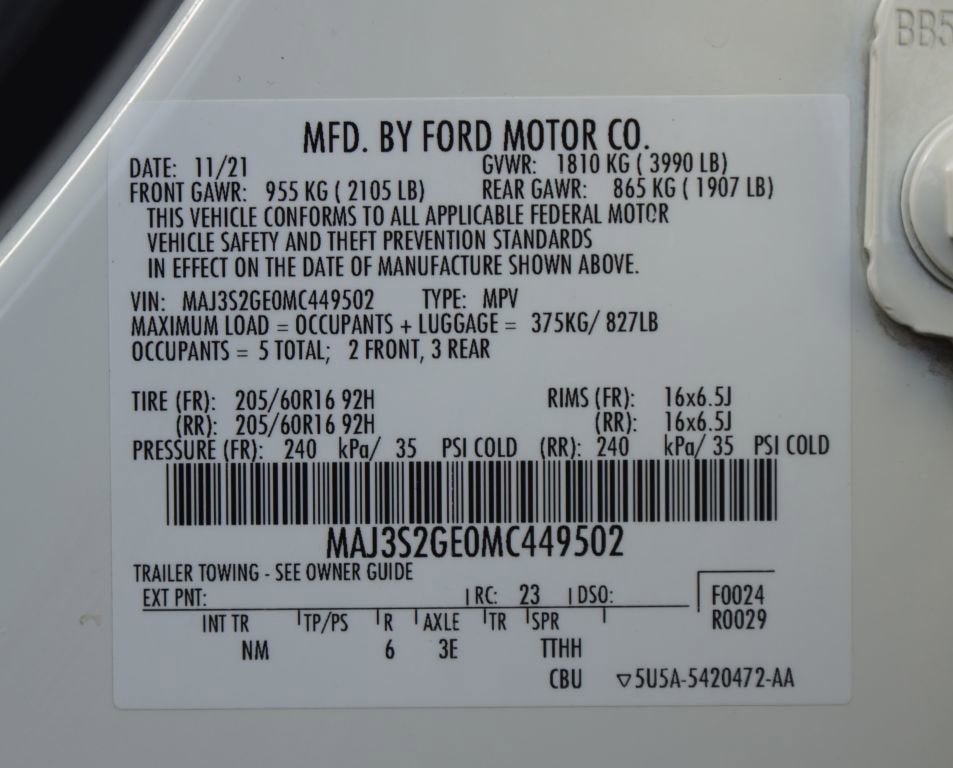 BB5
MFD. BY FORD MOTOR CO.
DATE: 11/21 GVWR: 1810 KG ( 3990 LB)
FRONT GAWR: 955 KG ( 2105 LB) REAR GAWR: 865 KG ( 1907 LB)
THIS VEHICLE CONFORMS TO ALL APPLICABLE FEDERAL MOTOR
VEHICLE SAFETY AND THEFT PREVENTION STANDARDS
IN EFFECT ON THE DATE OF MANUFACTURE SHOWN ABOVE.
VIN: MAJ3S2GE0MC449502 TYPE: MPV
MAXIMUM LOAD = OCCUPANTS + LUGGAGE = 375KG/ 827LB
OCCUPANTS = 5 TOTAL; 2 FRONT, 3 REAR
TIRE (FR): 205/60R16 92H RIMS (FR): 16x6.5J
(RR): 205/60R16 92H (RR): 16x6.5J
PRESSURE (FR): 240 kPa/ 35 PSI COLD (RR): 240 kPa/ 35 PSI COLD
MAJ3S2GE0MC449502
TRAILER TOWING - SEE OWNER GUIDE
EXT PNT: RC: 23 DSO: F0024
INT TR TP/PS R AXLE TR SPR R0029
NM 6 3E TTHH
CBU ▽5U5A-5420472-AA